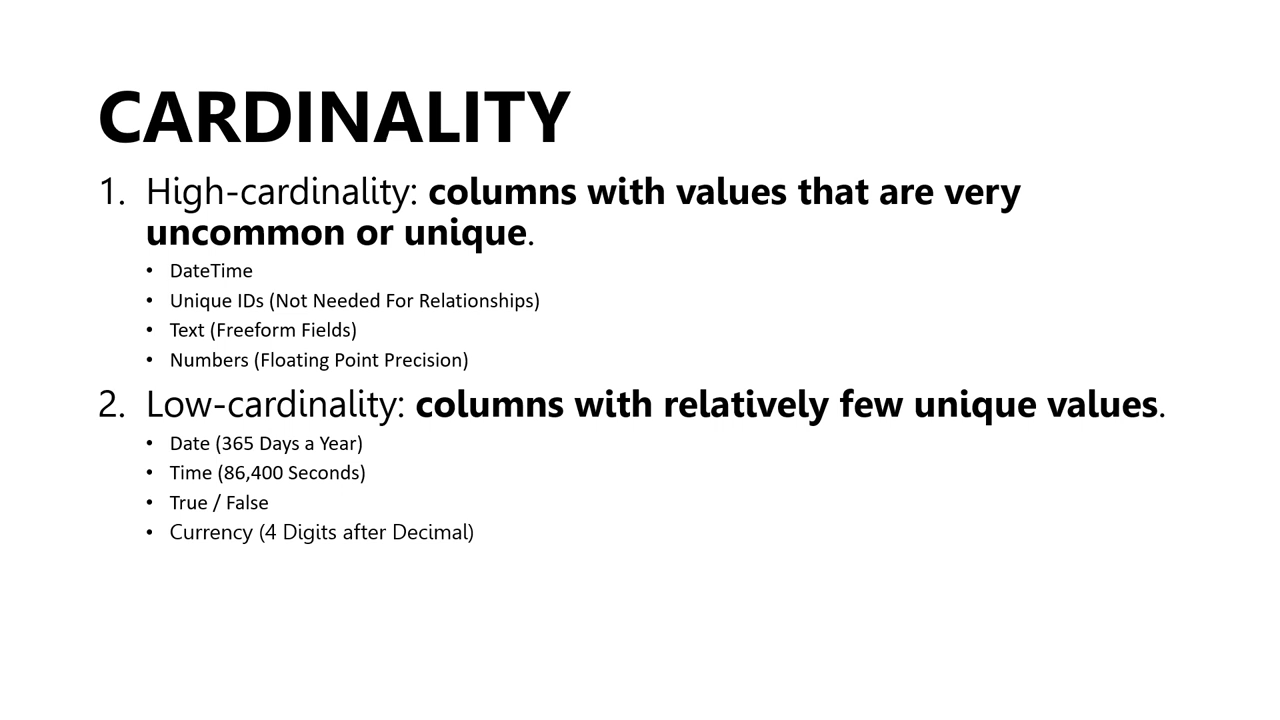 CARDINALITY
1. High-cardinality: columns with values that are very
uncommon or unique.
• DateTime
• Unique IDs (Not Needed For Relationships)
• Text (Freeform Fields)
• Numbers (Floating Point Precision)
2. Low-cardinality: columns with relatively few unique values.
• Date (365 Days a Year)
• Time (86,400 Seconds)
• True / False
• Currency (4 Digits after Decimal)